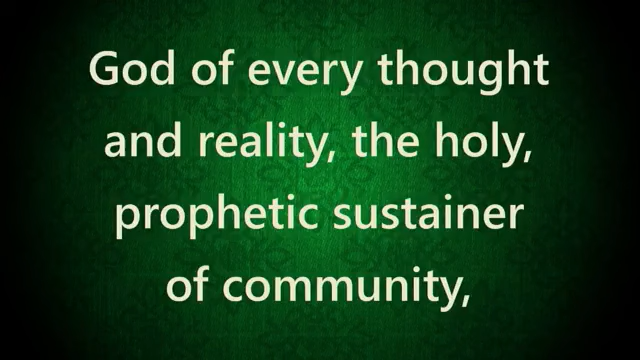 God of every thought
and reality, the holy,
prophetic sustainer
of community,